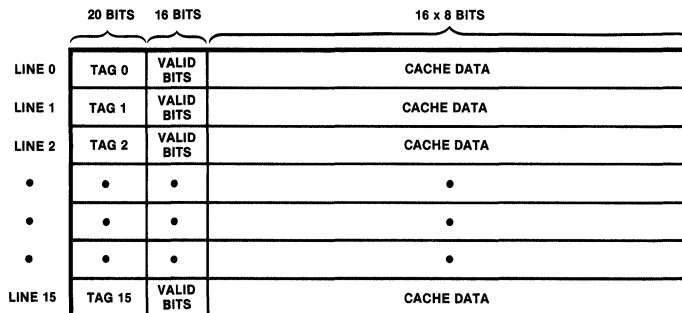 20 BITS 16 BITS 16 x 8 BITS
LINE 0 TAG 0 VALID BITS CACHE DATA
LINE 1 TAG 1 VALID BITS CACHE DATA
LINE 2 TAG 2 VALID BITS CACHE DATA
• • • •
• • • •
• • • •
LINE 15 TAG 15 VALID BITS CACHE DATA